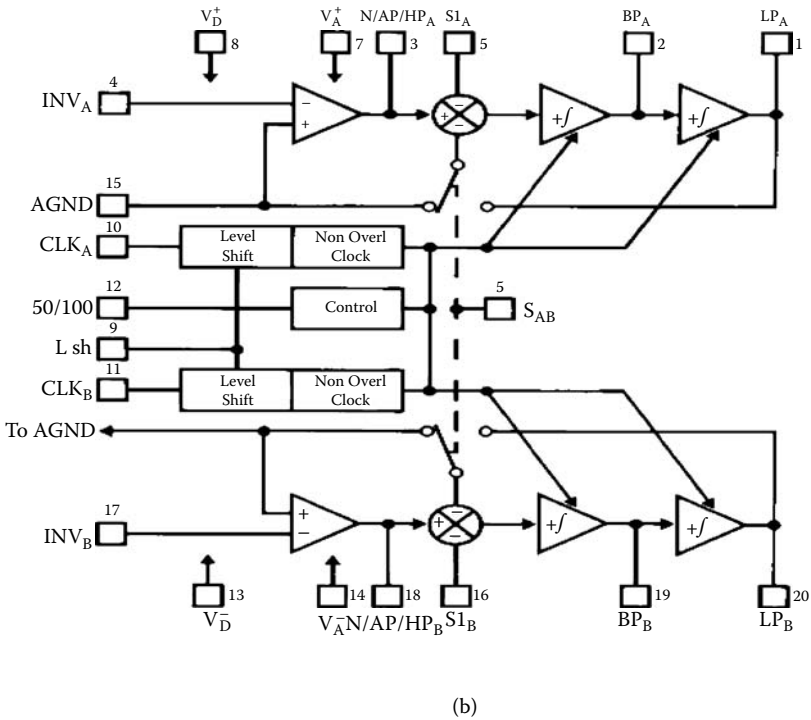 V_D^+ V_A^+ N/AP/HP_A S1_A BP_A LP_A
8 7 3 5 2 1
4
INV_A
− +
+ − −
+∫ +∫
15
AGND
10
CLK_A
Level Shift
Non Overl Clock
12
50/100
Control
5
S_AB
9
L sh
11
CLK_B
Level Shift
Non Overl Clock
To AGND
17
INV_B
+ −
+ − −
+∫ +∫
13 14 18 16 19 20
V_D^− V_A^− N/AP/HP_B S1_B BP_B LP_B
(b)